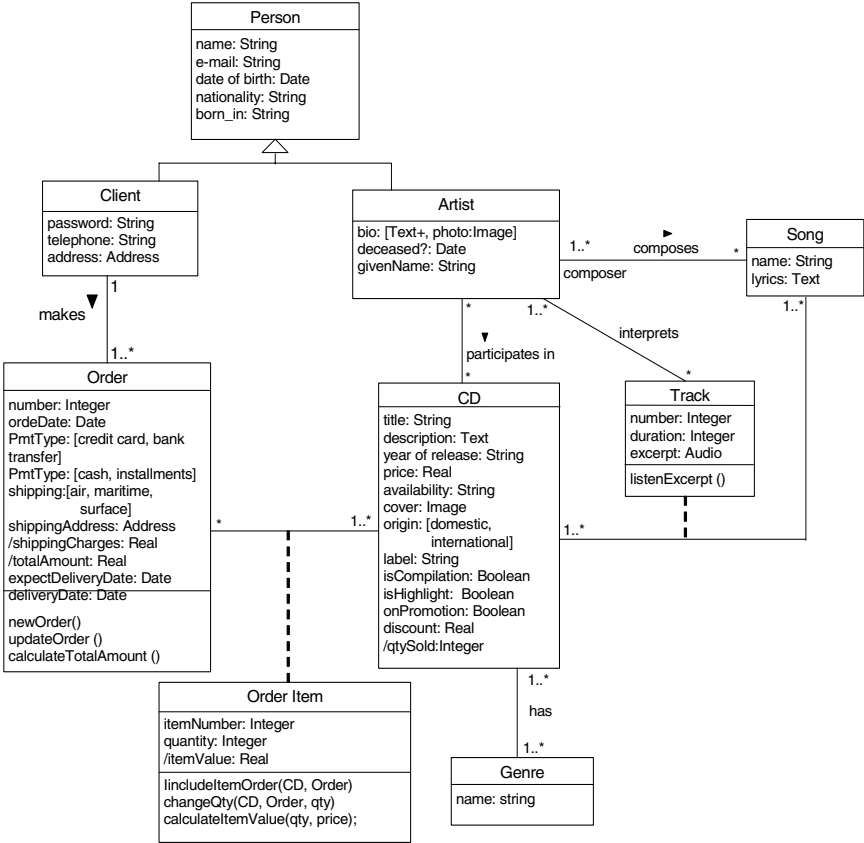 Person
name: String
e-mail: String
date of birth: Date
nationality: String
born_in: String
Client
password: String
telephone: String
address: Address
Artist
bio: [Text+, photo:Image]
deceased?: Date
givenName: String
1..*
composes
*
composer
Song
name: String
lyrics: Text
1
makes
1..*
*
participates in
*
1..*
interprets
*
1..*
Order
number: Integer
ordeDate: Date
PmtType: [credit card, bank
transfer]
PmtType: [cash, installments]
shipping:[air, maritime,
surface]
shippingAddress: Address
/shippingCharges: Real
/totalAmount: Real
expectDeliveryDate: Date
deliveryDate: Date
newOrder()
updateOrder ()
calculateTotalAmount ()
*
1..*
CD
title: String
description: Text
year of release: String
price: Real
availability: String
cover: Image
origin: [domestic,
international]
label: String
isCompilation: Boolean
isHighlight: Boolean
onPromotion: Boolean
discount: Real
/qtySold:Integer
1..*
Track
number: Integer
duration: Integer
excerpt: Audio
listenExcerpt ()
Order Item
itemNumber: Integer
quantity: Integer
/itemValue: Real
IincludeItemOrder(CD, Order)
changeQty(CD, Order, qty)
calculateItemValue(qty, price);
1..*
has
1..*
Genre
name: string